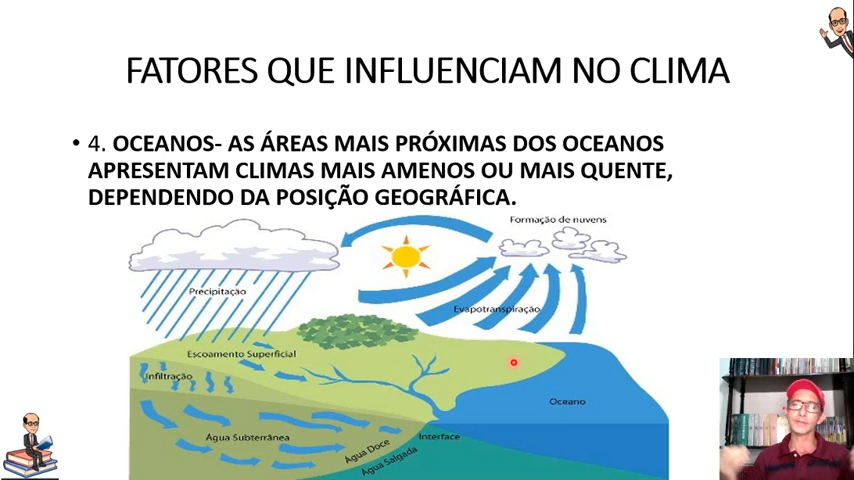 FATORES QUE INFLUENCIAM NO CLIMA
• 4. OCEANOS- AS ÁREAS MAIS PRÓXIMAS DOS OCEANOS
APRESENTAM CLIMAS MAIS AMENOS OU MAIS QUENTE,
DEPENDENDO DA POSIÇÃO GEOGRÁFICA.
Formação de nuvens
Precipitação
Evapotranspiração
Escoamento Superficial
Infiltração
Oceano
Água Subterrânea
Interface
Água Doce
Água Salgada